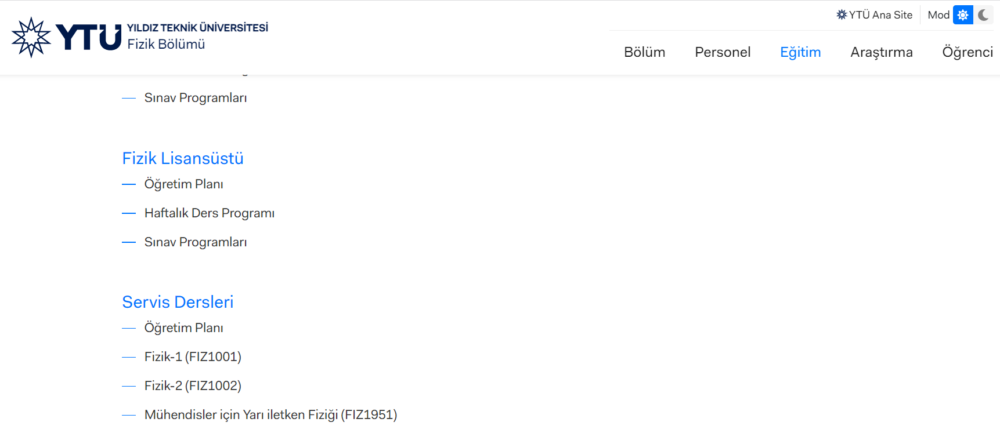 YTÜ Ana Site
Mod
YTÜ
YILDIZ TEKNİK ÜNİVERSİTESİ
Fizik Bölümü
Bölüm
Personel
Eğitim
Araştırma
Öğrenci
Sınav Programları
Fizik Lisansüstü
Öğretim Planı
Haftalık Ders Programı
Sınav Programları
Servis Dersleri
Öğretim Planı
Fizik-1 (FIZ1001)
Fizik-2 (FIZ1002)
Mühendisler için Yarı iletken Fiziği (FIZ1951)